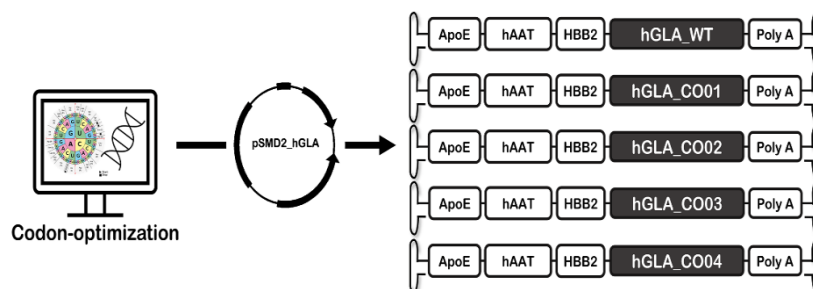 ApoE hAAT HBB2 hGLA_WT Poly A
ApoE hAAT HBB2 hGLA_CO01 Poly A
pSMD2_hGLA
ApoE hAAT HBB2 hGLA_CO02 Poly A
ApoE hAAT HBB2 hGLA_CO03 Poly A
Codon-optimization
ApoE hAAT HBB2 hGLA_CO04 Poly A